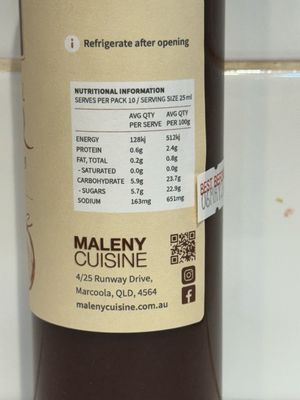 i Refrigerate after opening
NUTRITIONAL INFORMATION
SERVES PER PACK 10 / SERVING SIZE 25 ml
AVG QTY PER SERVE AVG QTY PER 100g
ENERGY 128kj 512kj
PROTEIN 0.6g 2.4g
FAT, TOTAL 0.2g 0.8g
- SATURATED 0.0g 0.0g
CARBOHYDRATE 5.9g 23.7g
- SUGARS 5.7g 22.9g
SODIUM 163mg 651mg
BEST BEFORE
MALENY
CUISINE
4/25 Runway Drive,
Marcoola, QLD, 4564
malenycuisine.com.au